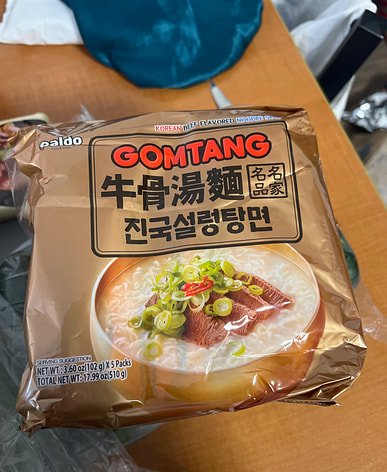 KOREAN BEEF FLAVORED NOODLE SOUP
paldo
GOMTANG
牛骨湯麵
名家名品
진국설렁탕면
SERVING SUGGESTION
NET WT : 3.60 oz(102 g) X 5 Packs
TOTAL NET WT : 17.99 oz(510 g)